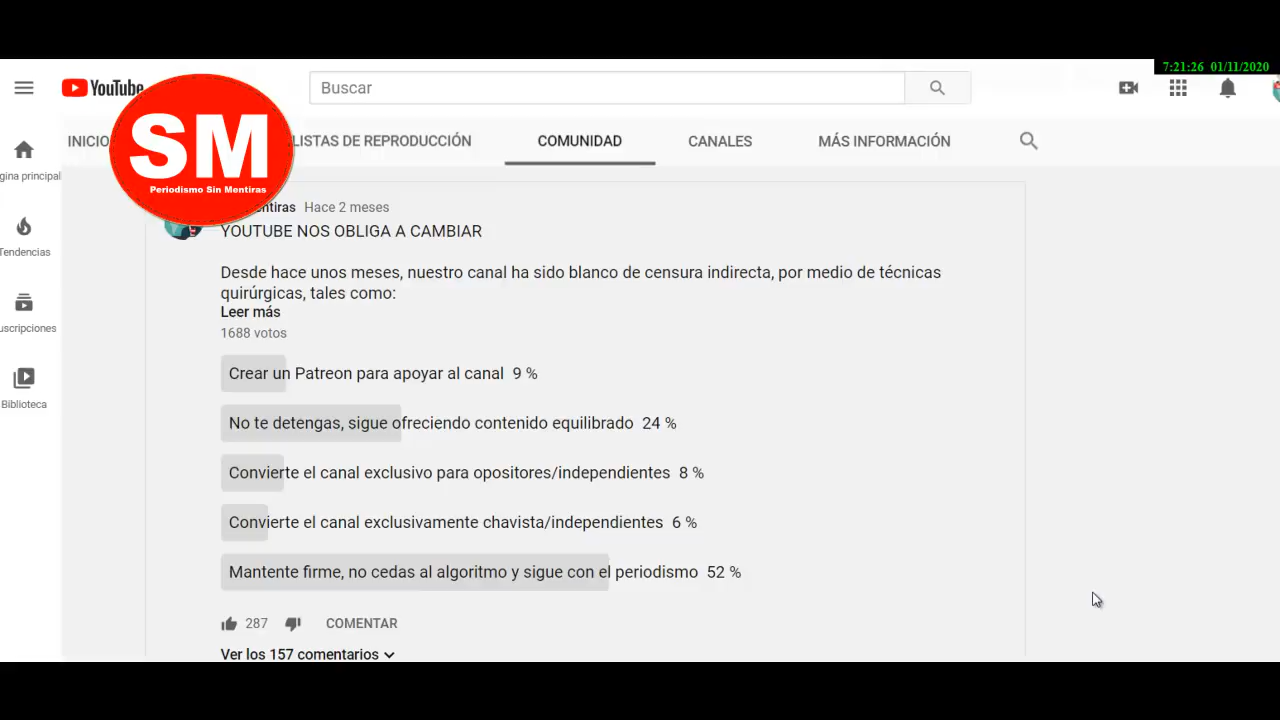 7:21:26 01/11/2020
YouTube
Buscar
SM
Periodismo Sin Mentiras
INICIO
LISTAS DE REPRODUCCIÓN
COMUNIDAD
CANALES
MÁS INFORMACIÓN
gina principal
Tendencias
uscripciones
Biblioteca
entiras Hace 2 meses
YOUTUBE NOS OBLIGA A CAMBIAR
Desde hace unos meses, nuestro canal ha sido blanco de censura indirecta, por medio de técnicas
quirúrgicas, tales como:
Leer más
1688 votos
Crear un Patreon para apoyar al canal 9 %
No te detengas, sigue ofreciendo contenido equilibrado 24 %
Convierte el canal exclusivo para opositores/independientes 8 %
Convierte el canal exclusivamente chavista/independientes 6 %
Mantente firme, no cedas al algoritmo y sigue con el periodismo 52 %
287
COMENTAR
Ver los 157 comentarios